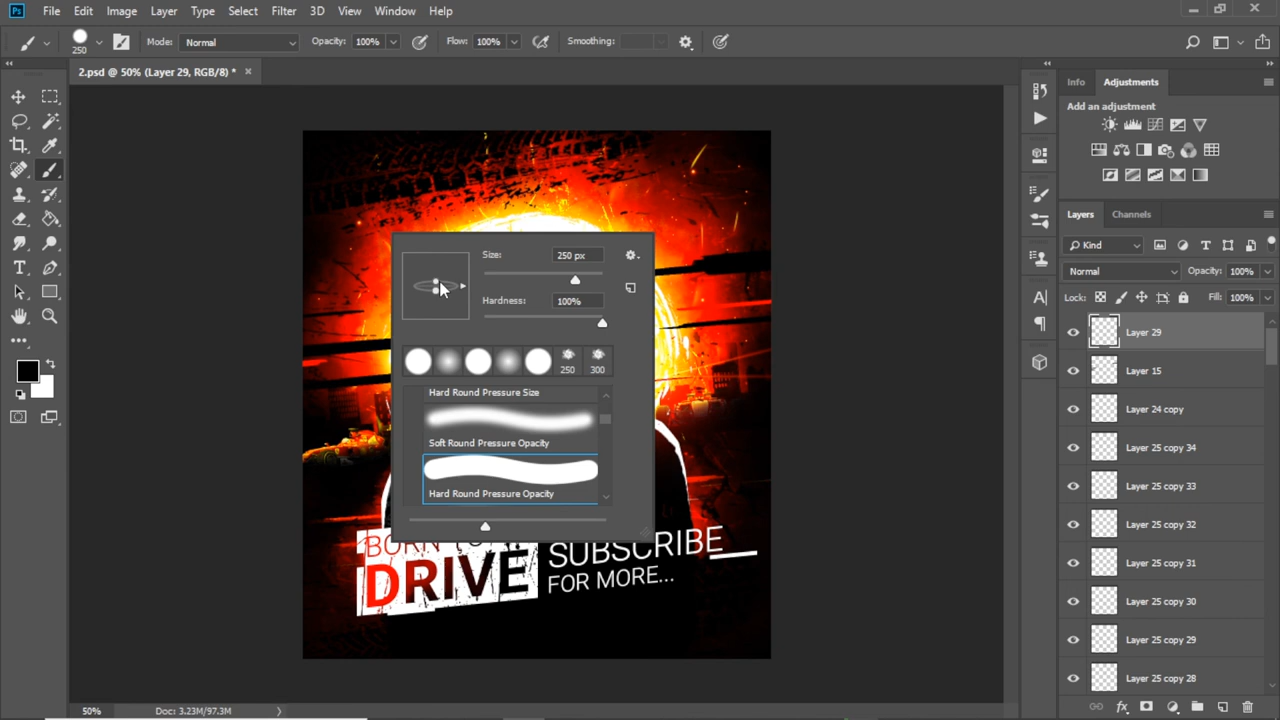 Ps File Edit Image Layer Type Select Filter 3D View Window Help
250 Mode: Normal Opacity: 100% Flow: 100% Smoothing:
2.psd @ 50% (Layer 29, RGB/8) *
Info Adjustments
Add an adjustment
Layers Channels
Kind
Normal Opacity: 100%
Lock: Fill: 100%
Layer 29
Layer 15
Layer 24 copy
Layer 25 copy 34
Layer 25 copy 33
Layer 25 copy 32
Layer 25 copy 31
Layer 25 copy 30
Layer 25 copy 29
Layer 25 copy 28
Size: 250 px
Hardness: 100%
250 300
Hard Round Pressure Size
Soft Round Pressure Opacity
Hard Round Pressure Opacity
BORN TO
DRIVE
SUBSCRIBE_
FOR MORE...
50% Doc: 3.23M/97.3M